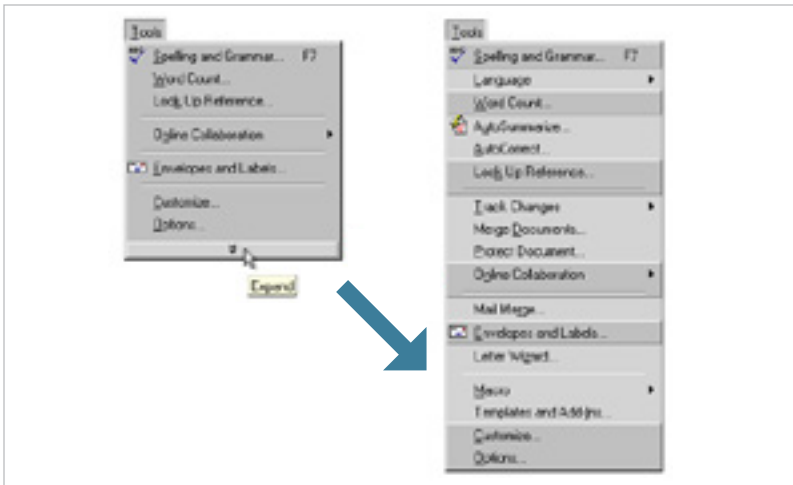 Tools
Spelling and Grammar... F7
Word Count...
Look Up Reference...
Online Collaboration
Envelopes and Labels...
Customize...
Options...
Expand
Tools
Spelling and Grammar... F7
Language
Word Count...
AutoSummarize...
AutoCorrect...
Look Up Reference...
Track Changes
Merge Documents...
Protect Document...
Online Collaboration
Mail Merge...
Envelopes and Labels...
Letter Wizard...
Macro
Templates and Add-Ins...
Customize...
Options...